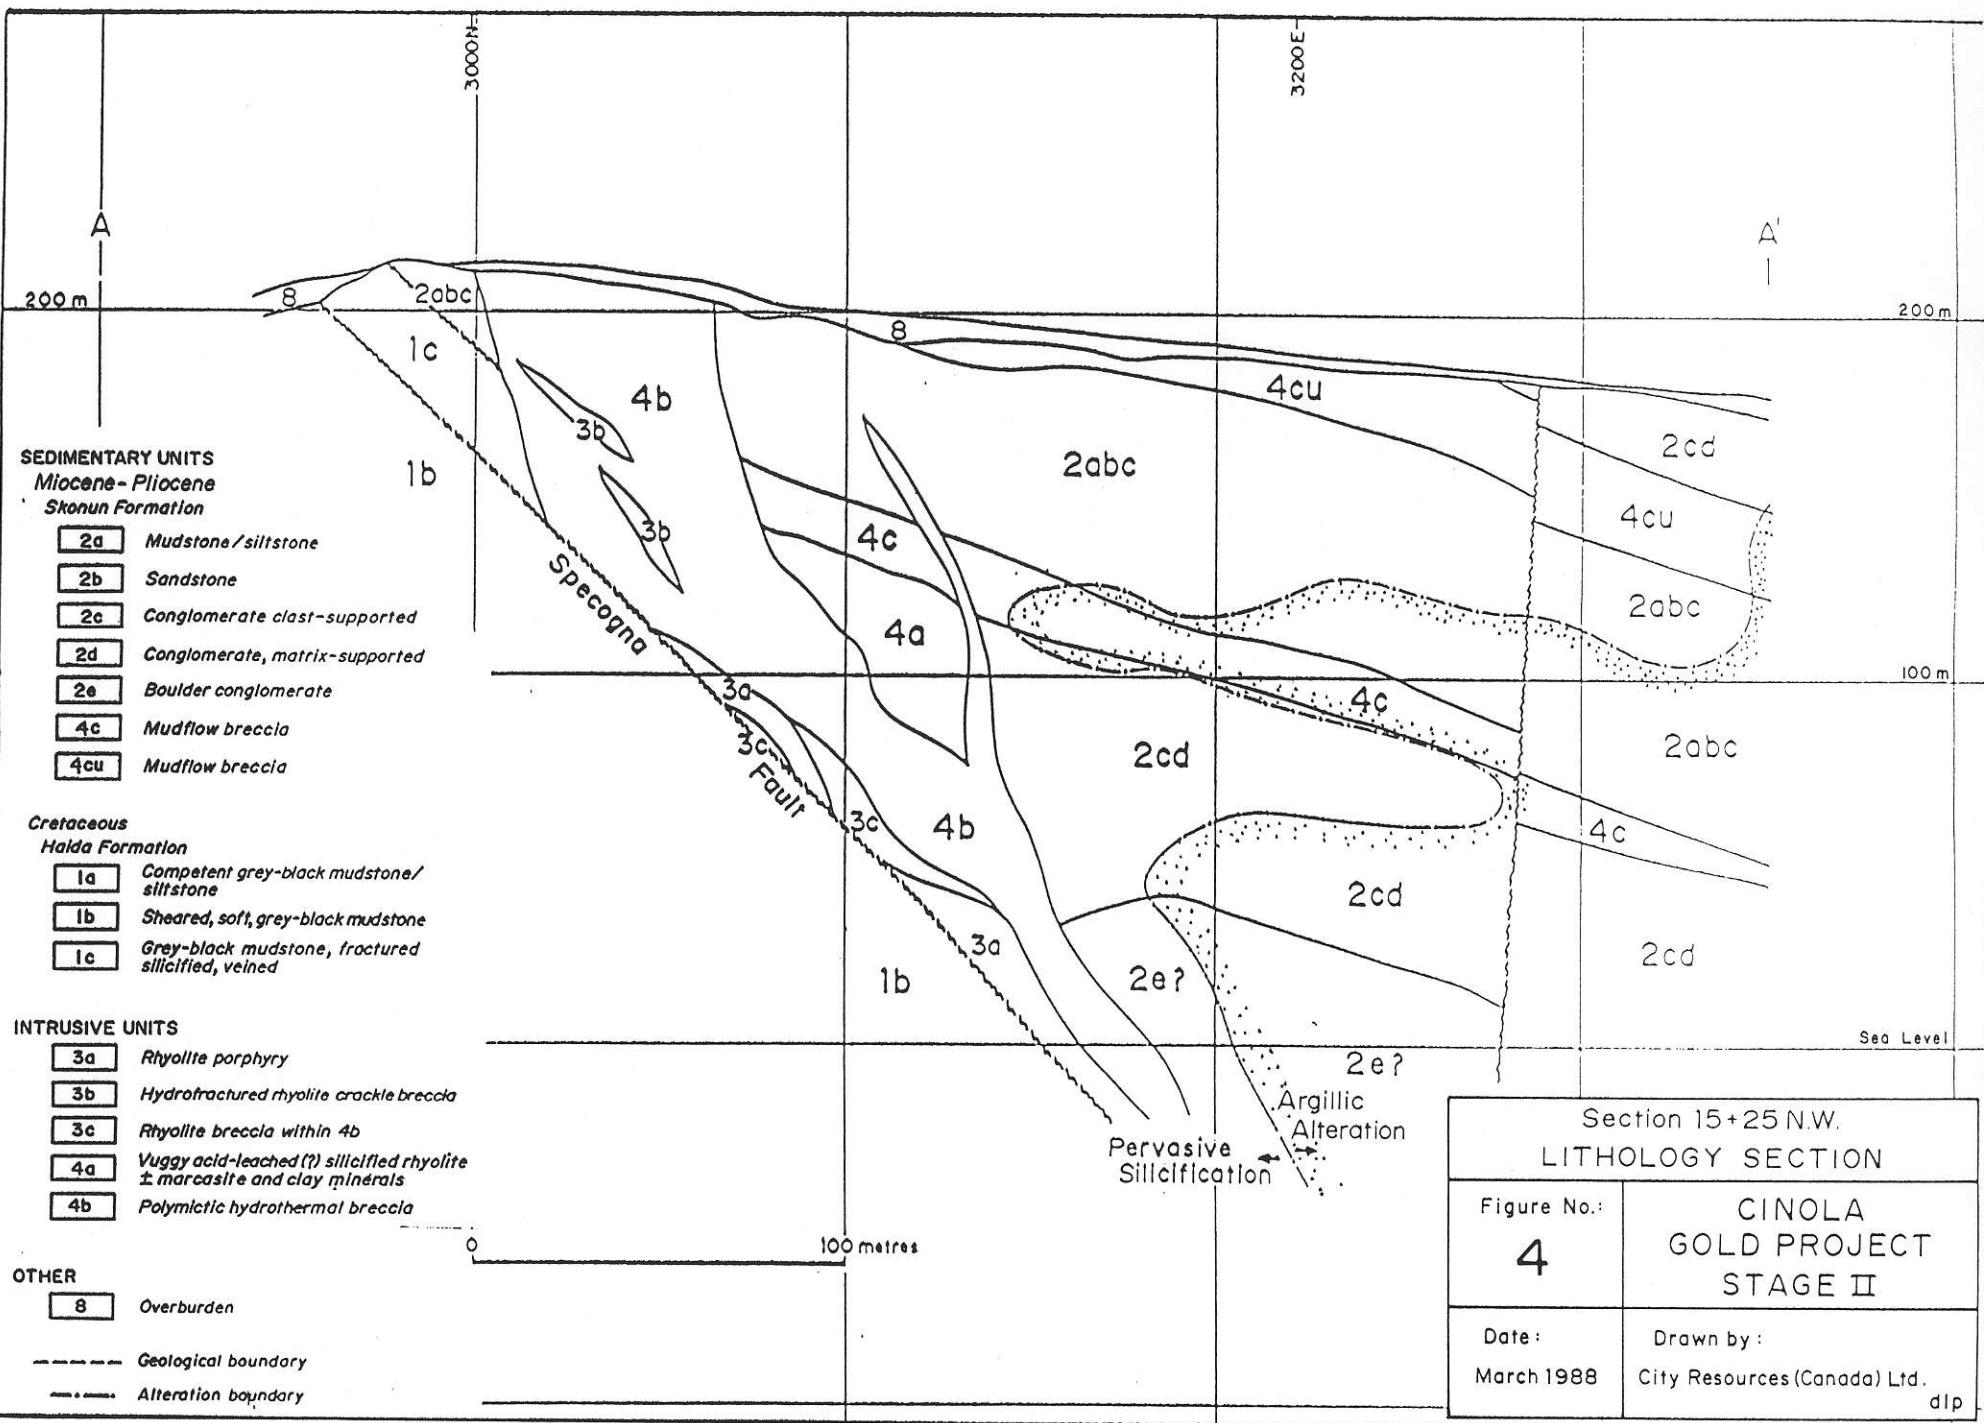 3000N
3200E
A
A'
200 m
200 m
8
2abc
1c
8
4cu
4b
3b
2cd
1b
2abc
4cu
3b
4c
2abc
Specogna
4a
100 m
3a
4c
3c
2cd
2abc
Fault
3c
4b
4c
2cd
3a
2cd
1b
2e?
Sea Level
2e?
Argillic
Alteration
Pervasive
Silicification
0
100 metres
SEDIMENTARY UNITS
Miocene-Pliocene
Skonun Formation
2a Mudstone/siltstone
2b Sandstone
2c Conglomerate clast-supported
2d Conglomerate, matrix-supported
2e Boulder conglomerate
4c Mudflow breccia
4cu Mudflow breccia
Cretaceous
Haida Formation
1a Competent grey-black mudstone/
siltstone
1b Sheared, soft, grey-black mudstone
1c Grey-black mudstone, fractured
silicified, veined
INTRUSIVE UNITS
3a Rhyolite porphyry
3b Hydrofractured rhyolite crackle breccia
3c Rhyolite breccia within 4b
4a Vuggy acid-leached (?) silicified rhyolite
± marcasite and clay minerals
4b Polymictic hydrothermal breccia
OTHER
8 Overburden
Geological boundary
Alteration boundary
Section 15+25 N.W.
LITHOLOGY SECTION
Figure No.:
4
CINOLA
GOLD PROJECT
STAGE II
Date:
March 1988
Drawn by:
City Resources (Canada) Ltd.
dlp